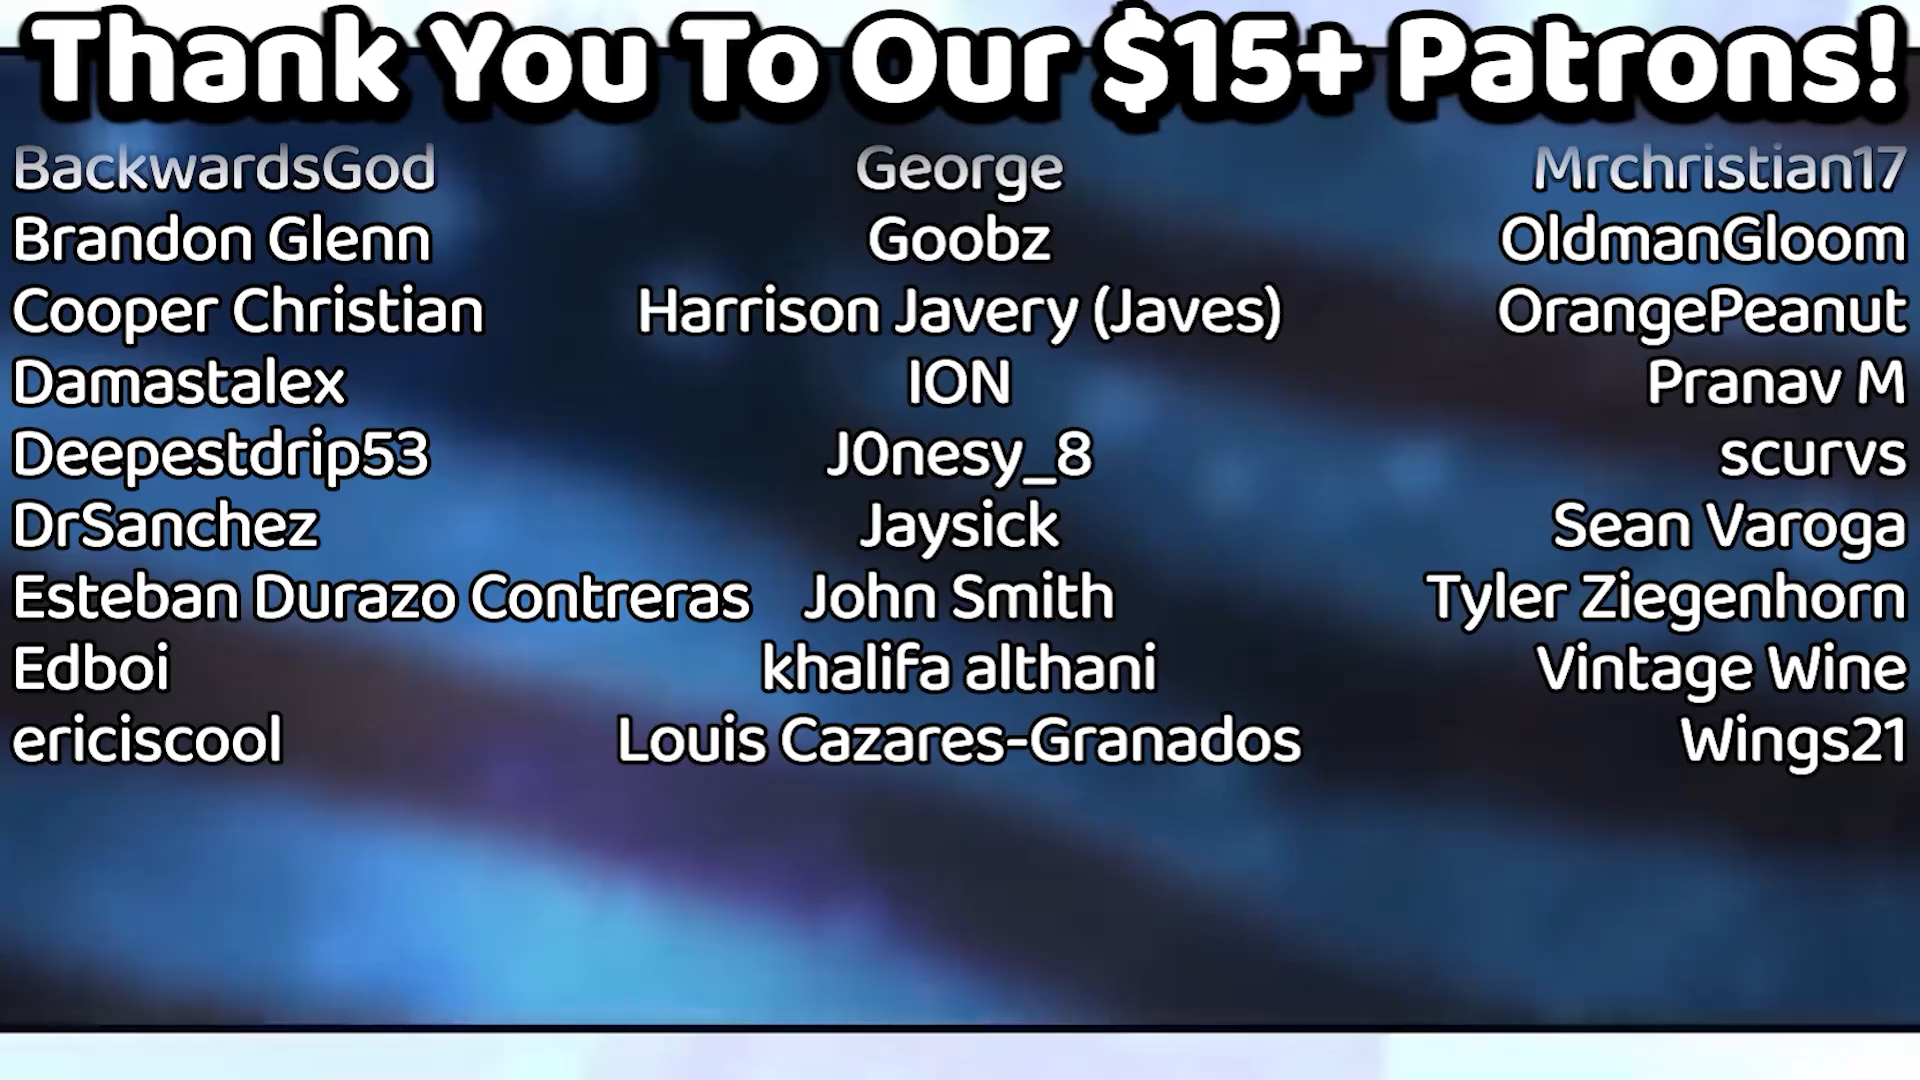 Thank You To Our $15+ Patrons!
BackwardsGod
Brandon Glenn
Cooper Christian
Damastalex
Deepestdrip53
DrSanchez
Esteban Durazo Contreras
Edboi
ericiscool
George
Goobz
Harrison Javery (Javes)
ION
J0nesy_8
Jaysick
John Smith
khalifa althani
Louis Cazares-Granados
Mrchristian17
OldmanGloom
OrangePeanut
Pranav M
scurvs
Sean Varoga
Tyler Ziegenhorn
Vintage Wine
Wings21